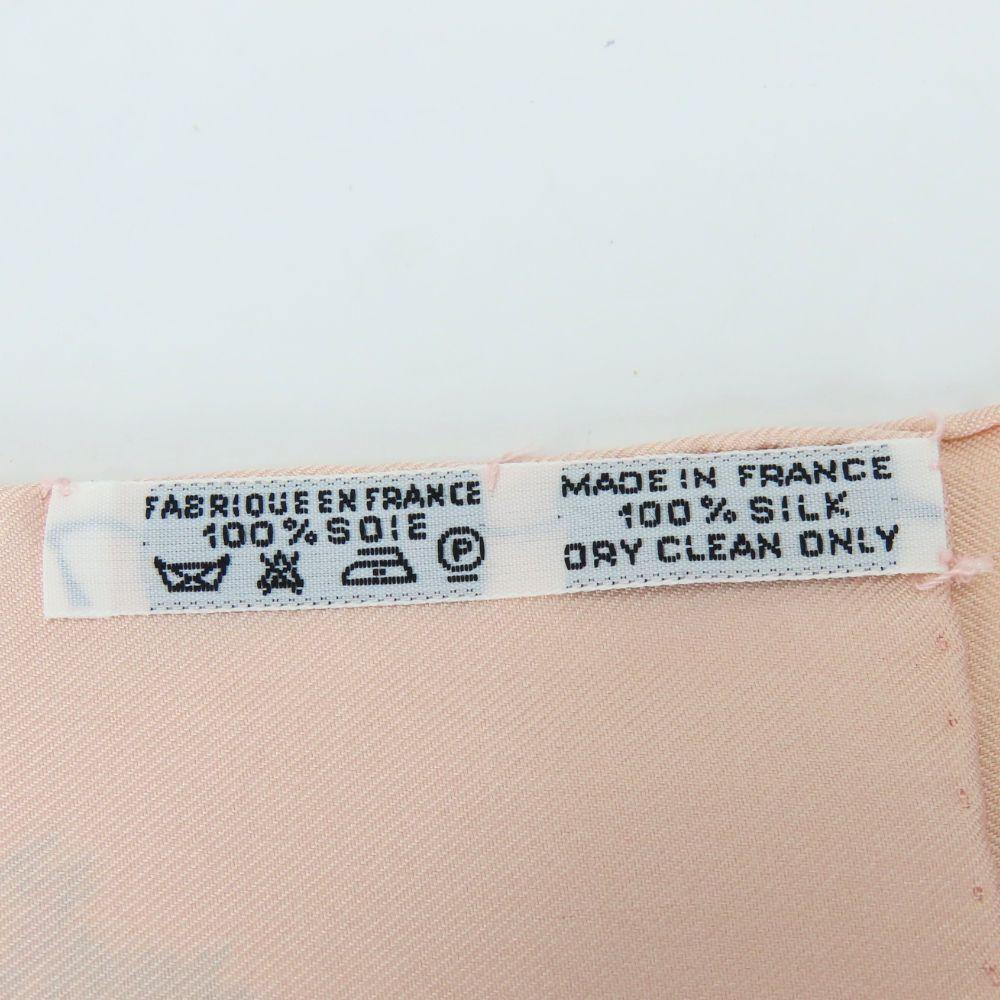 FABRIQUE EN FRANCE
100% SOIE
P
MADE IN FRANCE
100% SILK
DRY CLEAN ONLY